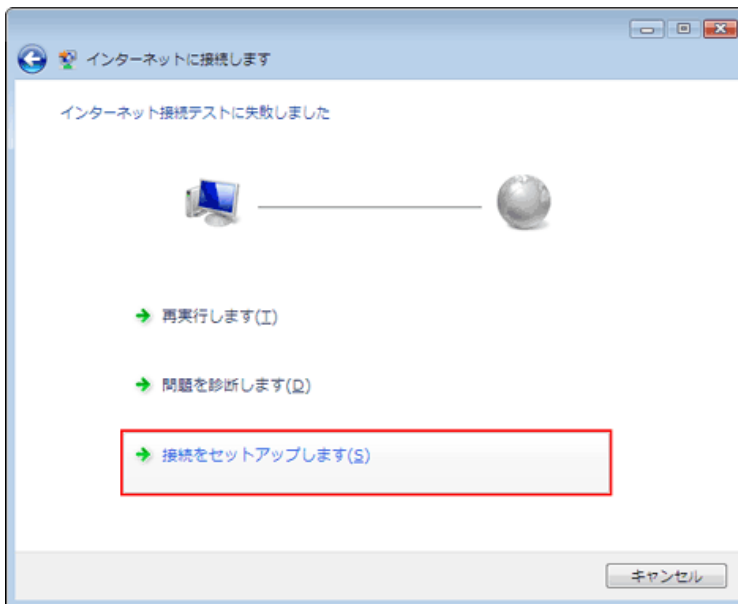 インターネットに接続します
インターネット接続テストに失敗しました
再実行します(T)
問題を診断します(D)
接続をセットアップします(S)
キャンセル